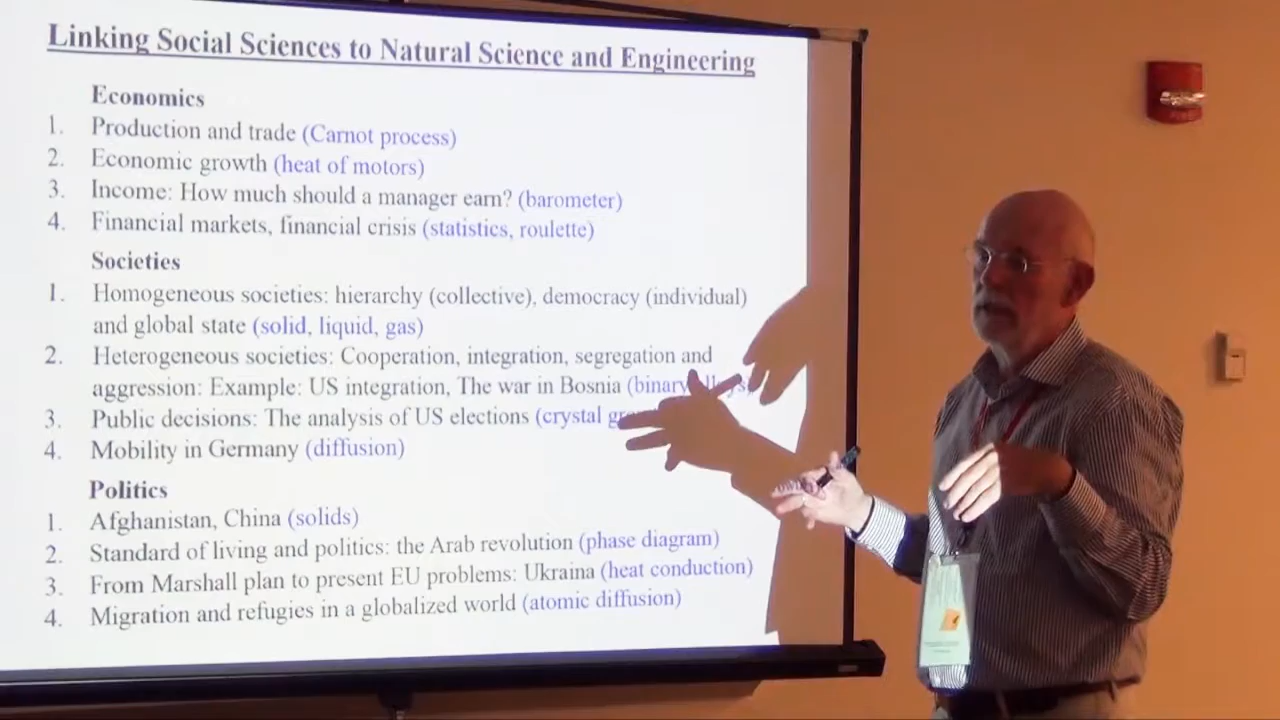 Linking Social Sciences to Natural Science and Engineering
Economics
1. Production and trade (Carnot process)
2. Economic growth (heat of motors)
3. Income: How much should a manager earn? (barometer)
4. Financial markets, financial crisis (statistics, roulette)
Societies
1. Homogeneous societies: hierarchy (collective), democracy (individual)
and global state (solid, liquid, gas)
2. Heterogeneous societies: Cooperation, integration, segregation and
aggression: Example: US integration, The war in Bosnia (binary
3. Public decisions: The analysis of US elections (crystal
4. Mobility in Germany (diffusion)
Politics
1. Afghanistan, China (solids)
2. Standard of living and politics: the Arab revolution (phase diagram)
3. From Marshall plan to present EU problems: Ukraina (heat conduction)
4. Migration and refugies in a globalized world (atomic diffusion)